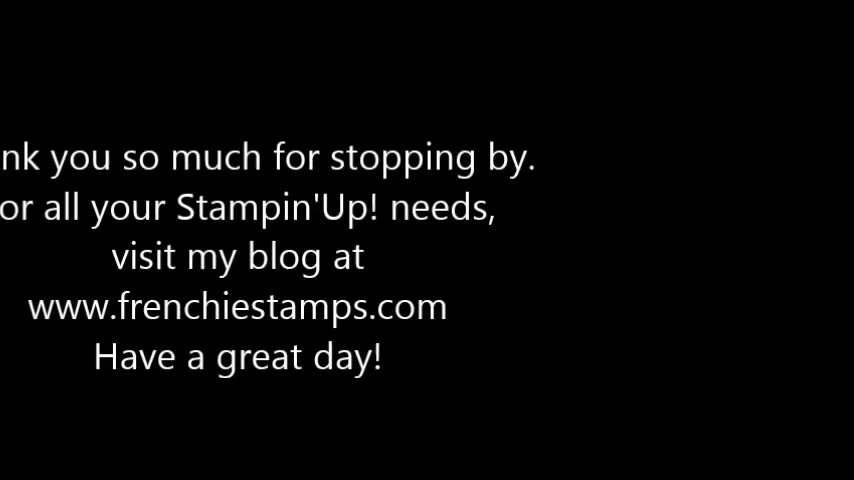 nk you so much for stopping by.
or all your Stampin'Up! needs,
visit my blog at
www.frenchiestamps.com
Have a great day!